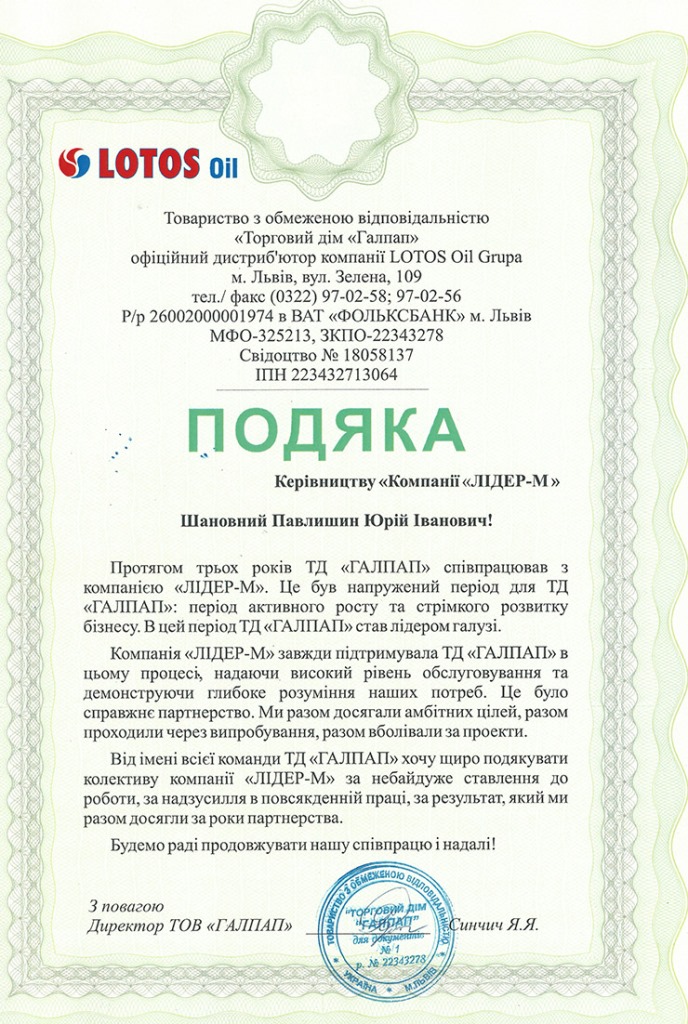 LOTOS Oil
Товариство з обмеженою відповідальністю
«Торговий дім «Галпап»
офіційний дистриб'ютор компанії LOTOS Oil Grupa
м. Львів, вул. Зелена, 109
тел./ факс (0322) 97-02-58; 97-02-56
Р/р 26002000001974 в ВАТ «ФОЛЬКСБАНК» м. Львів
МФО-325213, ЗКПО-22343278
Свідоцтво № 18058137
ІПН 223432713064
ПОДЯКА
Керівництву «Компанії «ЛІДЕР-М »
Шановний Павлишин Юрій Іванович!
Протягом трьох років ТД «ГАЛПАП» співпрацював з
компанією «ЛІДЕР-М». Це був напружений період для ТД
«ГАЛПАП»: період активного росту та стрімкого розвитку
бізнесу. В цей період ТД «ГАЛПАП» став лідером галузі.
Компанія «ЛІДЕР-М» завжди підтримувала ТД «ГАЛПАП» в
цьому процесі, надаючи високий рівень обслуговування та
демонструючи глибоке розуміння наших потреб. Це було
справжнє партнерство. Ми разом досягали амбітних цілей, разом
проходили через випробування, разом вболівали за проекти.
Від імені всієї команди ТД «ГАЛПАП» хочу щиро подякувати
колективу компанії «ЛІДЕР-М» за небайдуже ставлення до
роботи, за надзусилля в повсякденній праці, за результат, який ми
разом досягли за роки партнерства.
Будемо раді продовжувати нашу співпрацю і надалі!
З повагою
Директор ТОВ «ГАЛПАП» Синчич Я.Я.
ТОВАРИСТВО З ОБМЕЖЕНОЮ ВІДПОВІДАЛЬНІСТЮ
"ТОРГОВИЙ ДІМ
"ГАЛПАП"
для документів
№ 1
р. № 22343278
* УКРАЇНА * М.ЛЬВІВ *